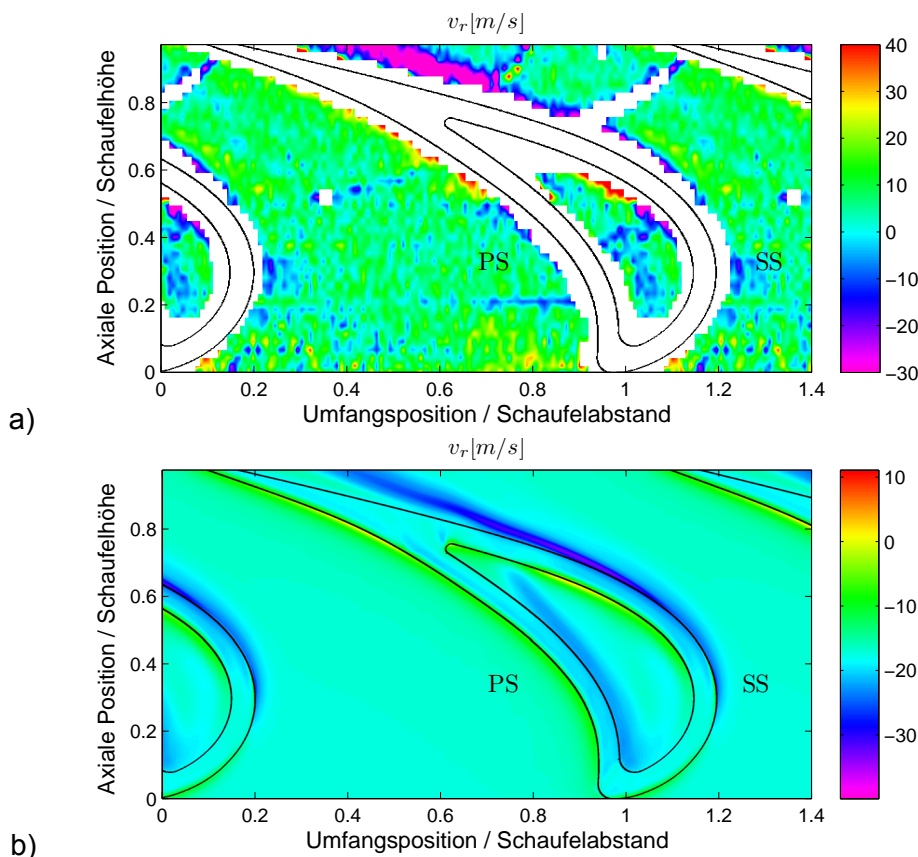 v_r[m/s]
Axiale Position / Schaufelhöhe
0.8
0.6
0.4
0.2
0
PS
SS
40
30
20
10
0
−10
−20
−30
0 0.2 0.4 0.6 0.8 1 1.2 1.4
Umfangsposition / Schaufelabstand
a)
v_r[m/s]
Axiale Position / Schaufelhöhe
0.8
0.6
0.4
0.2
0
PS
SS
10
0
−10
−20
−30
0 0.2 0.4 0.6 0.8 1 1.2 1.4
Umfangsposition / Schaufelabstand
b)